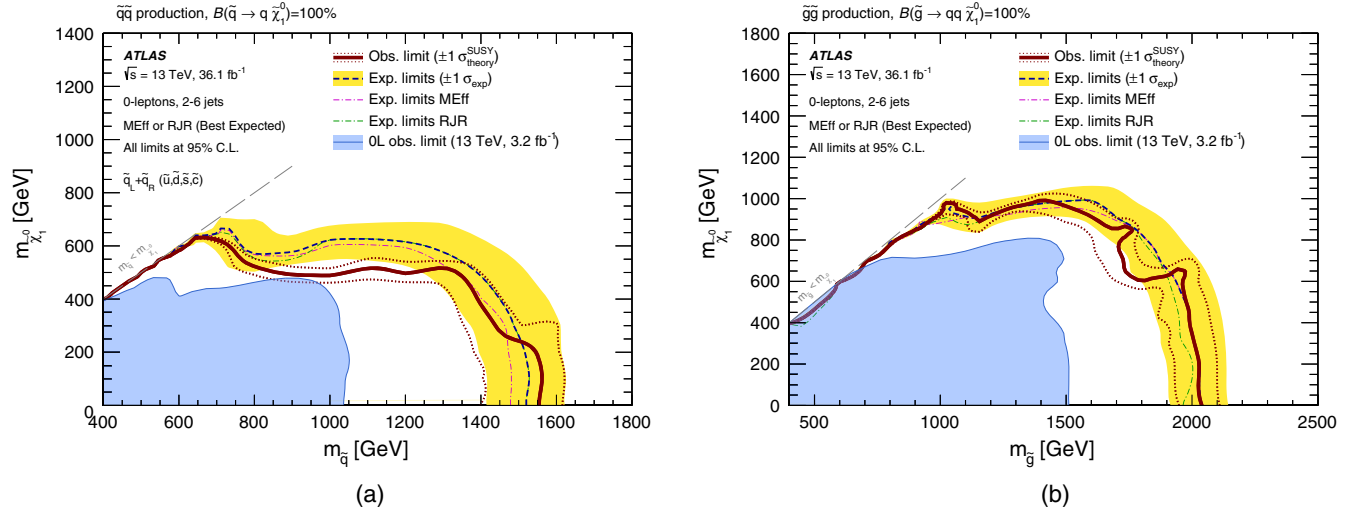 q̃q̃ production, B(q̃ → q χ̃₁⁰)=100%
m_χ̃₁⁰ [GeV]
1400
1200
1000
800
600
400
200
0
ATLAS
√s = 13 TeV, 36.1 fb⁻¹
0-leptons, 2-6 jets
MEff or RJR (Best Expected)
All limits at 95% C.L.
q̃_L+q̃_R (ũ,d̃,s̃,c̃)
Obs. limit (±1 σ_theory^SUSY)
Exp. limits (±1 σ_exp)
Exp. limits MEff
Exp. limits RJR
0L obs. limit (13 TeV, 3.2 fb⁻¹)
m_q̃ < m_χ̃₁⁰
400 600 800 1000 1200 1400 1600 1800
m_q̃ [GeV]
(a)
g̃g̃ production, B(g̃ → qq χ̃₁⁰)=100%
m_χ̃₁⁰ [GeV]
1800
1600
1400
1200
1000
800
600
400
200
0
ATLAS
√s = 13 TeV, 36.1 fb⁻¹
0-leptons, 2-6 jets
MEff or RJR (Best Expected)
All limits at 95% C.L.
Obs. limit (±1 σ_theory^SUSY)
Exp. limits (±1 σ_exp)
Exp. limits MEff
Exp. limits RJR
0L obs. limit (13 TeV, 3.2 fb⁻¹)
m_g̃ < m_χ̃₁⁰
500 1000 1500 2000 2500
m_g̃ [GeV]
(b)